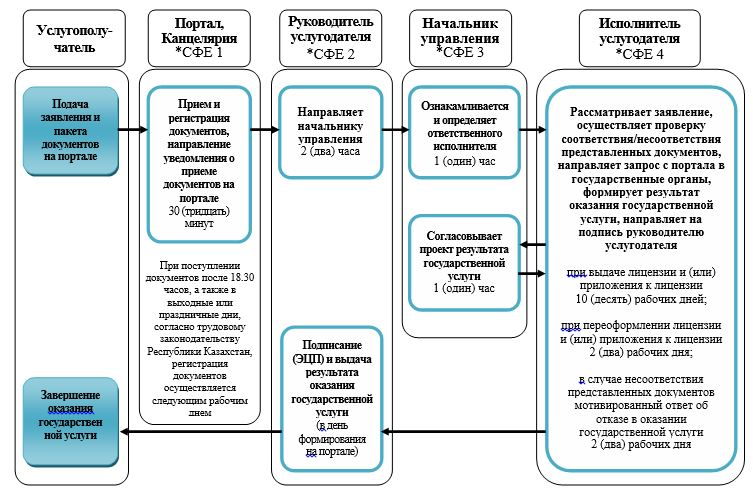 Услугополу-
чатель
Портал,
Канцелярия
*СФЕ 1
Руководитель
услугодателя
*СФЕ 2
Начальник
управления
*СФЕ 3
Исполнитель
услугодателя
*СФЕ 4
Подача
заявления и
пакета
документов
на портале
Прием и
регистрация
документов,
направление
уведомления о
приеме
документов на
портале
30 (тридцать)
минут
Направляет
начальнику
управления
2 (два) часа
Ознакамливается
и определяет
ответственного
исполнителя
1 (один) час
Рассматривает заявление,
осуществляет проверку
соответствия/несоответствия
представленных документов,
направляет запрос с портала в
государственные органы,
формирует результат
оказания государственной
услуги, направляет на
подпись руководителю
услугодателя
при выдаче лицензии и (или)
приложения к лицензии
10 (десять) рабочих дней;
при переоформлении лицензии
и (или) приложения к лицензии
2 (два) рабочих дня;
в случае несоответствия
представленных документов
мотивированный ответ об
отказе в оказании
государственной услуги
2 (два) рабочих дня
Согласовывает
проект результата
государственной
услуги
1 (один) час
При поступлении
документов после 18.30
часов, а также в
выходные или
праздничные дни,
согласно трудовому
законодательству
Республики Казахстан,
регистрация
документов
осуществляется
следующим рабочим
днем
Подписание
(ЭЦП) и выдача
результата
оказания
государственной
услуги
(в день
формирования
на портале)
Завершение
оказания
государствен
ной услуги